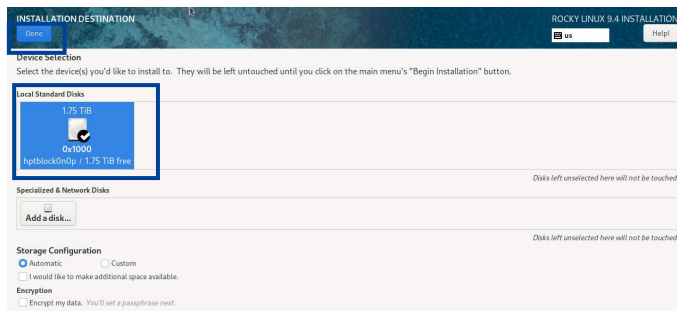 INSTALLATION DESTINATION
ROCKY LINUX 9.4 INSTALLATION
Done
us
Help!
Device Selection
Select the device(s) you'd like to install to. They will be left untouched until you click on the main menu's "Begin Installation" button.
Local Standard Disks
1.75 TiB
0x1000
hptblock0n0p / 1.75 TiB free
Disks left unselected here will not be touched
Specialized & Network Disks
Add a disk...
Disks left unselected here will not be touched
Storage Configuration
Automatic Custom
I would like to make additional space available.
Encryption
Encrypt my data. You'll set a passphrase next.